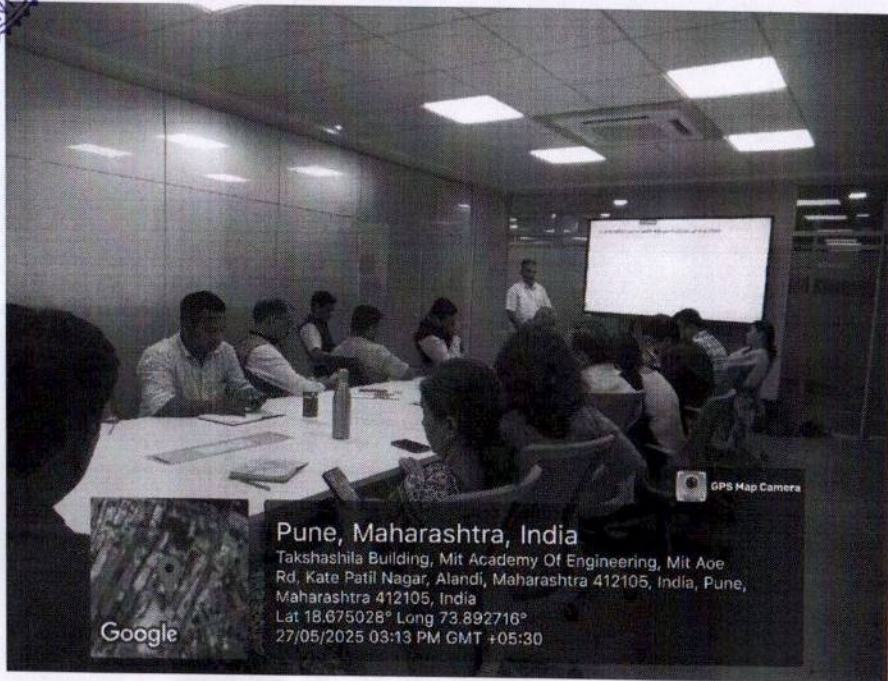 GPS Map Camera
Pune, Maharashtra, India
Takshashila Building, Mit Academy Of Engineering, Mit Aoe
Rd, Kate Patil Nagar, Alandi, Maharashtra 412105, India, Pune,
Maharashtra 412105, India
Lat 18.675028° Long 73.892716°
27/05/2025 03:13 PM GMT +05:30
Google